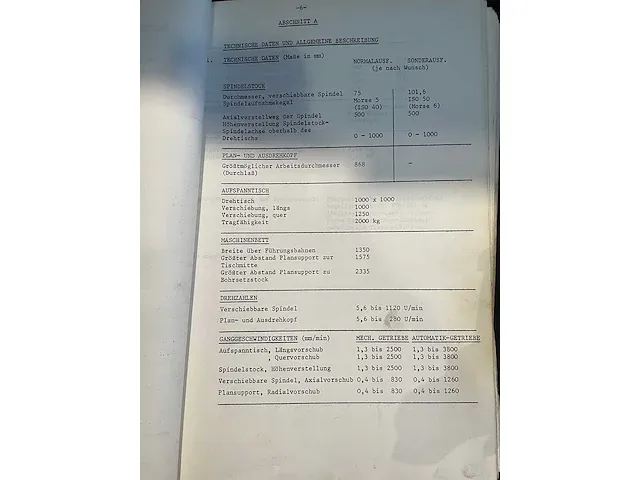 -6-
ABSCHNITT A
TECHNISCHE DATEN UND ALLGEMEINE BESCHREIBUNG
1. TECHNISCHE DATEN (Maße in mm) NORMALAUSF. SONDERAUSF.
(je nach Wunsch)
SPINDELSTOCK
Durchmesser, verschiebbare Spindel 75 101,6
Spindelaufnahmekegel Morse 5 ISO 50
(ISO 40) (Morse 6)
Axialvorstellweg der Spindel 500 500
Höhenverstellung Spindelstock-
Spindelachse oberhalb des
Drehtischs 0 - 1000 0 - 1000
PLAN- UND AUSDREHKOPF
Größtmöglicher Arbeitsdurchmesser 868 -
(Durchlaß)
AUFSPANNTISCH
Drehtisch 1000 x 1000
Verschiebung, längs 1000
Verschiebung, quer 1250
Tragfähigkeit 2000 kg
MASCHINENBETT
Breite über Führungsbahnen 1350
Größter Abstand Plansupport zur 1575
Tischmitte
Größter Abstand Plansupport zu 2335
Bohrsetzstock
DREHZAHLEN
Verschiebbare Spindel 5,6 bis 1120 U/min
Plan- und Ausdrehkopf 5,6 bis 280 U/min
GANGGESCHWINDIGKEITEN (mm/min) MECH. GETRIEBE AUTOMATIK-GETRIEBE
Aufspanntisch, Längsvorschub 1,3 bis 2500 1,3 bis 3800
, Quervorschub 1,3 bis 2500 1,3 bis 3800
Spindelstock, Höhenverstellung 1,3 bis 2500 1,3 bis 3800
Verschiebbare Spindel, Axialvorschub 0,4 bis 830 0,4 bis 1260
Plansupport, Radialvorschub 0,4 bis 830 0,4 bis 1260